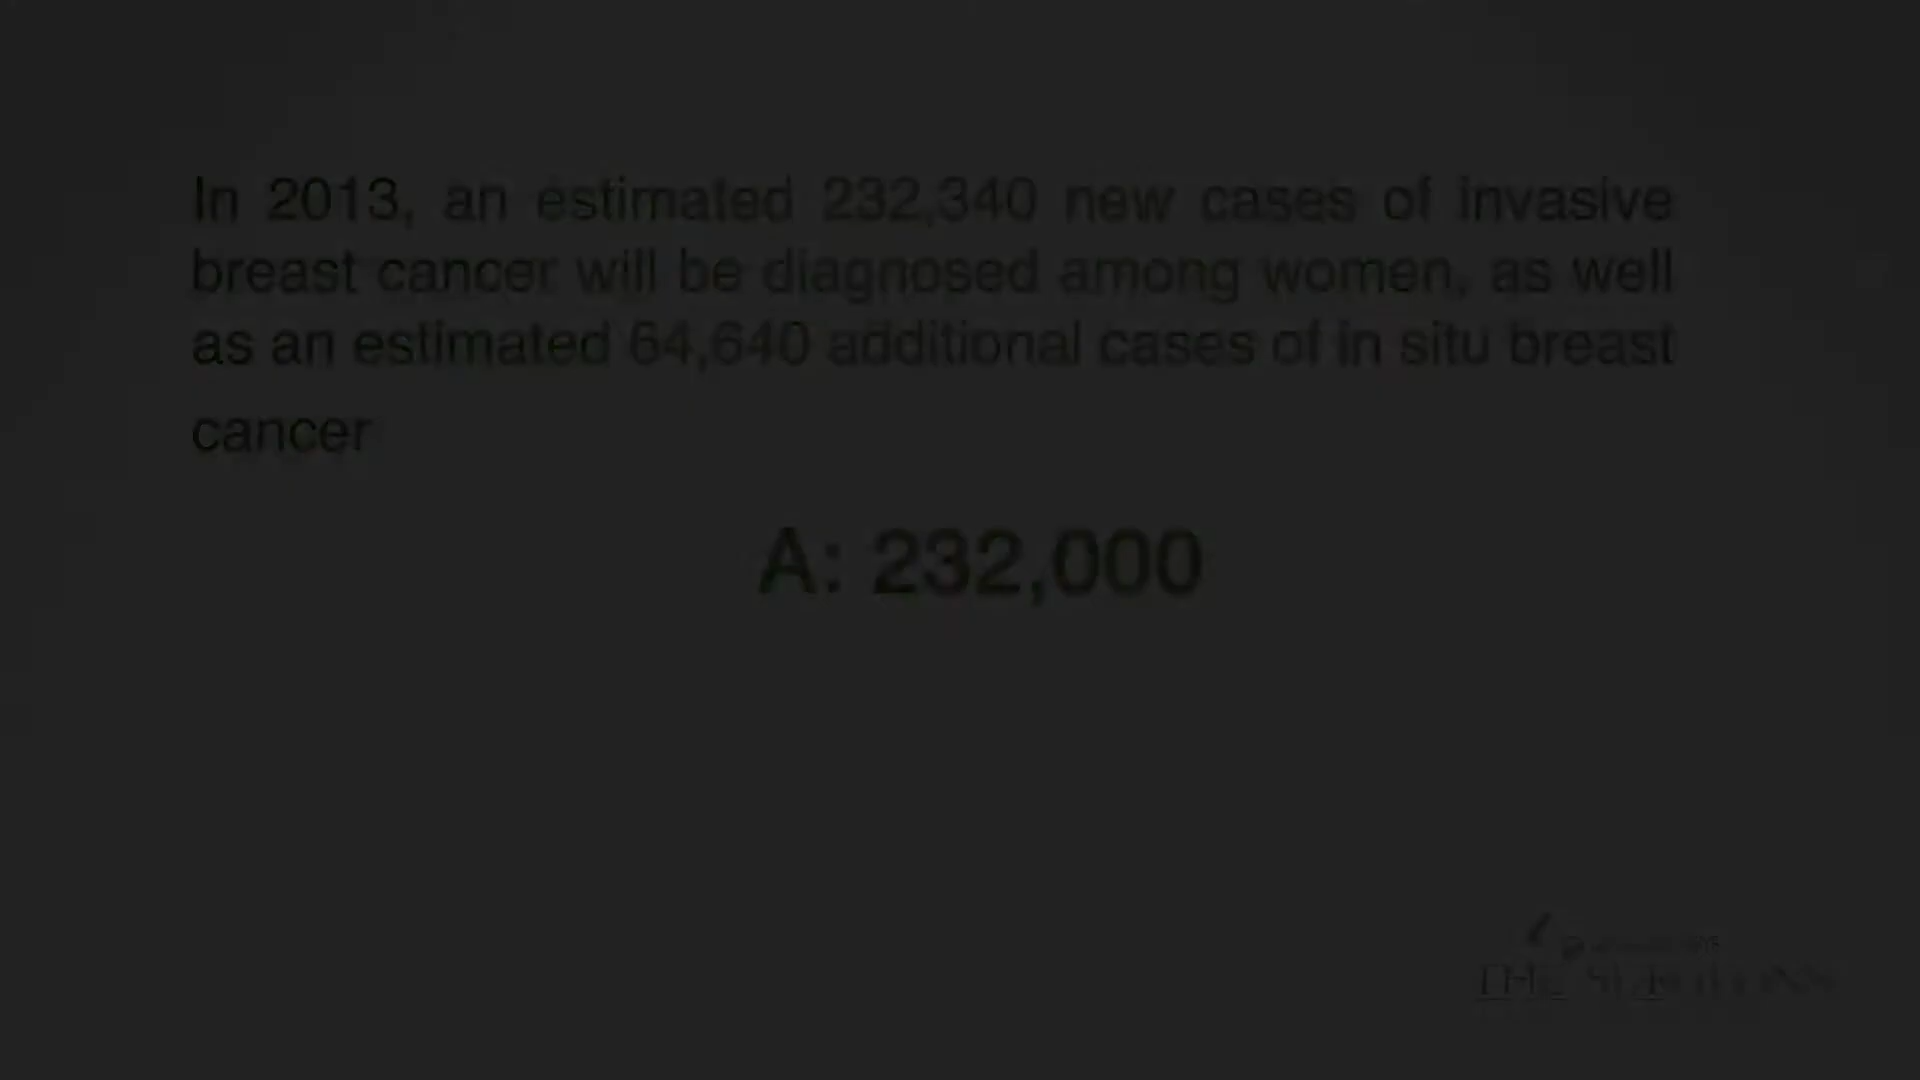 In 2013, an estimated 232,340 new cases of invasive
breast cancer will be diagnosed among women, as well
as an estimated 64,640 additional cases of in situ breast
cancer
A: 232,000
THE